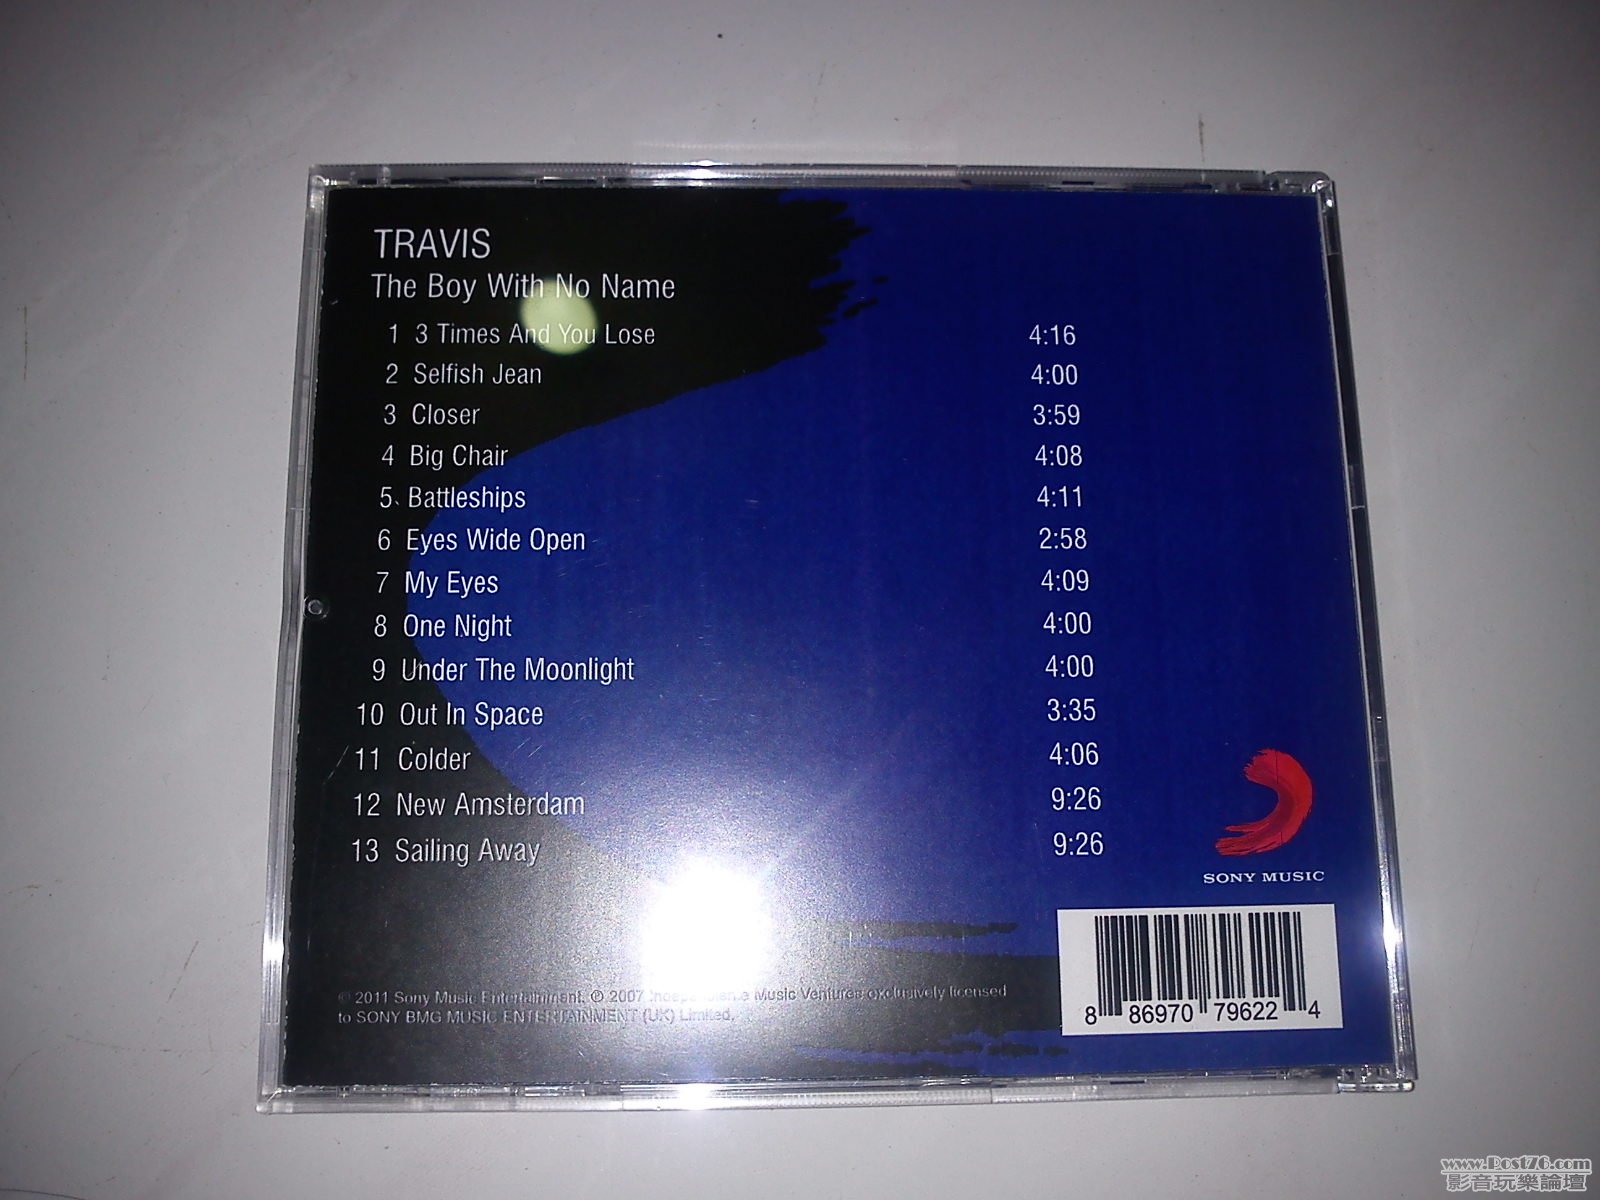 TRAVIS
The Boy With No Name
1 3 Times And You Lose 4:16
2 Selfish Jean 4:00
3 Closer 3:59
4 Big Chair 4:08
5 Battleships 4:11
6 Eyes Wide Open 2:58
7 My Eyes 4:09
8 One Night 4:00
9 Under The Moonlight 4:00
10 Out In Space 3:35
11 Colder 4:06
12 New Amsterdam 9:26
13 Sailing Away 9:26
SONY MUSIC
© 2011 Sony Music Entertainment. ℗ 2007 Independiente Music Ventures exclusively licensed
to SONY BMG MUSIC ENTERTAINMENT (UK) Limited.
8 86970 79622 4
www.Post76.com
影音玩樂論壇